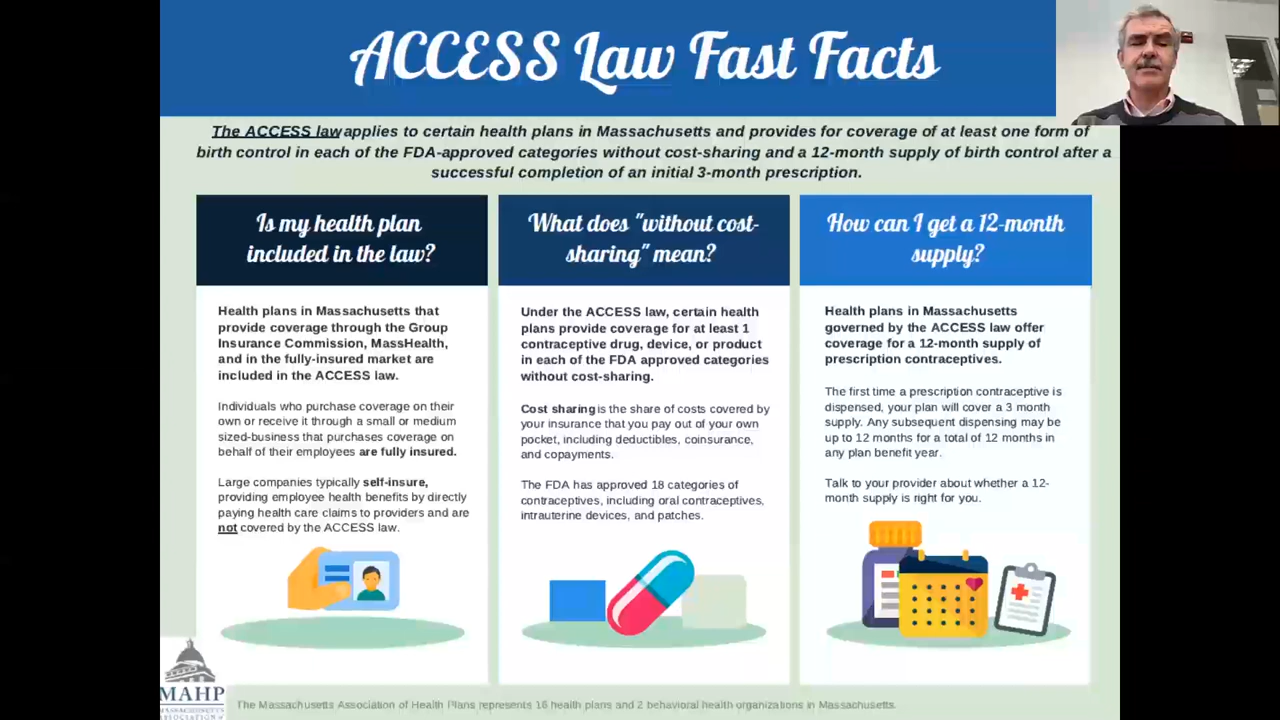 ACCESS Law Fast Facts
The ACCESS law applies to certain health plans in Massachusetts and provides for coverage of at least one form of
birth control in each of the FDA-approved categories without cost-sharing and a 12-month supply of birth control after a
successful completion of an initial 3-month prescription.
Is my health plan
included in the law?
Health plans in Massachusetts that
provide coverage through the Group
Insurance Commission, MassHealth,
and in the fully-insured market are
included in the ACCESS law.
Individuals who purchase coverage on their
own or receive it through a small or medium
sized-business that purchases coverage on
behalf of their employees are fully insured.
Large companies typically self-insure,
providing employee health benefits by directly
paying health care claims to providers and are
not covered by the ACCESS law.
What does "without cost-
sharing" mean?
Under the ACCESS law, certain health
plans provide coverage for at least 1
contraceptive drug, device, or product
in each of the FDA approved categories
without cost-sharing.
Cost sharing is the share of costs covered by
your insurance that you pay out of your own
pocket, including deductibles, coinsurance,
and copayments.
The FDA has approved 18 categories of
contraceptives, including oral contraceptives,
intrauterine devices, and patches.
How can I get a 12-month
supply?
Health plans in Massachusetts
governed by the ACCESS law offer
coverage for a 12-month supply of
prescription contraceptives.
The first time a prescription contraceptive is
dispensed, your plan will cover a 3 month
supply. Any subsequent dispensing may be
up to 12 months for a total of 12 months in
any plan benefit year.
Talk to your provider about whether a 12-
month supply is right for you.
MAHP
MASSACHUSETTS
ASSOCIATION of
The Massachusetts Association of Health Plans represents 16 health plans and 2 behavioral health organizations in Massachusetts.